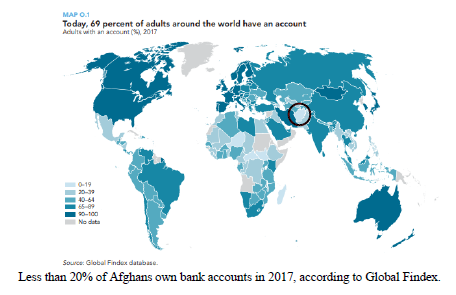 MAP O.1
Today, 69 percent of adults around the world have an account
Adults with an account (%), 2017
0–19
20–39
40–64
65–89
90–100
No data
Source: Global Findex database.
Less than 20% of Afghans own bank accounts in 2017, according to Global Findex.